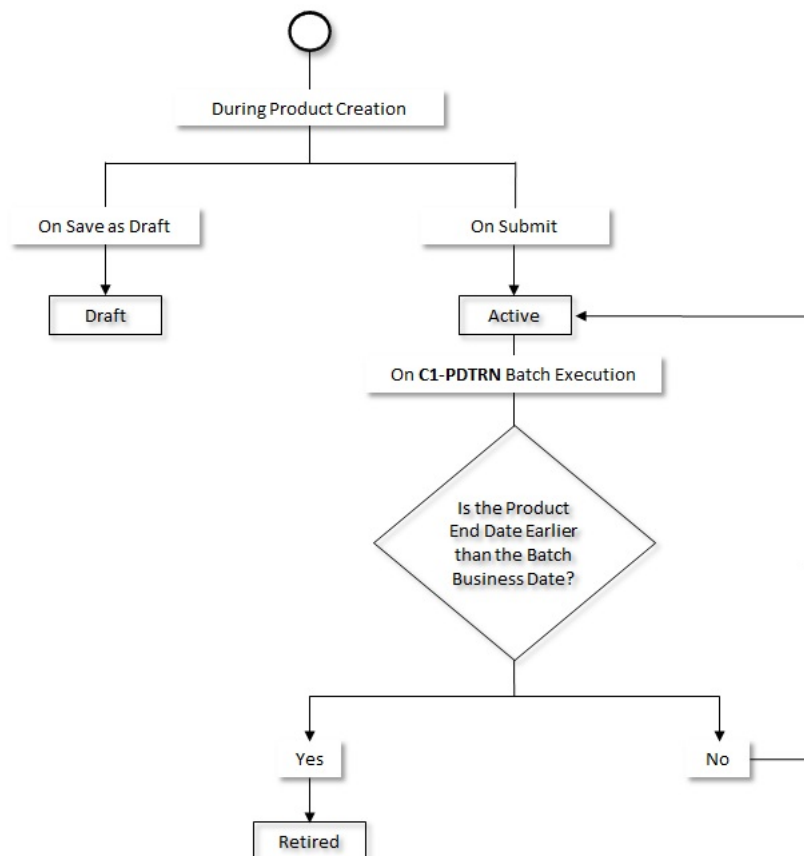 During Product Creation
On Save as Draft
On Submit
Draft
Active
On C1-PDTRN Batch Execution
Is the Product
End Date Earlier
than the Batch
Business Date?
Yes
No
Retired